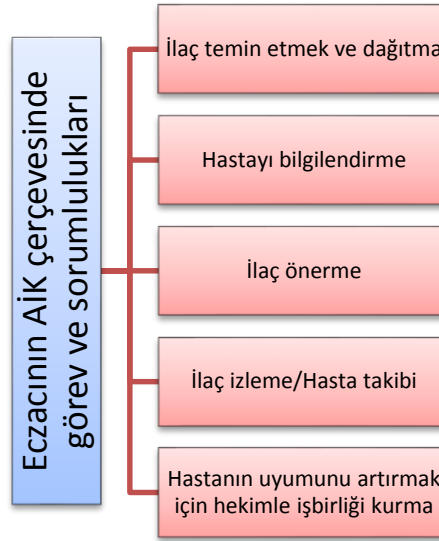 Eczacının AİK çerçevesinde
görev ve sorumlulukları
İlaç temin etmek ve dağıtma
Hastayı bilgilendirme
İlaç önerme
İlaç izleme/Hasta takibi
Hastanın uyumunu artırmak
için hekimle işbirliği kurma